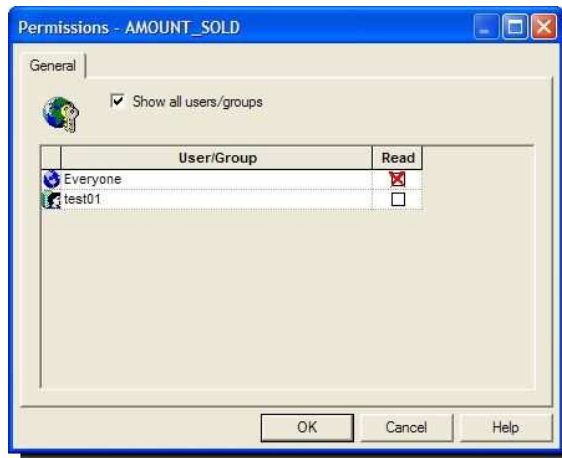 Permissions - AMOUNT_SOLD
General
Show all users/groups
User/Group Read
Everyone
test01
OK Cancel Help